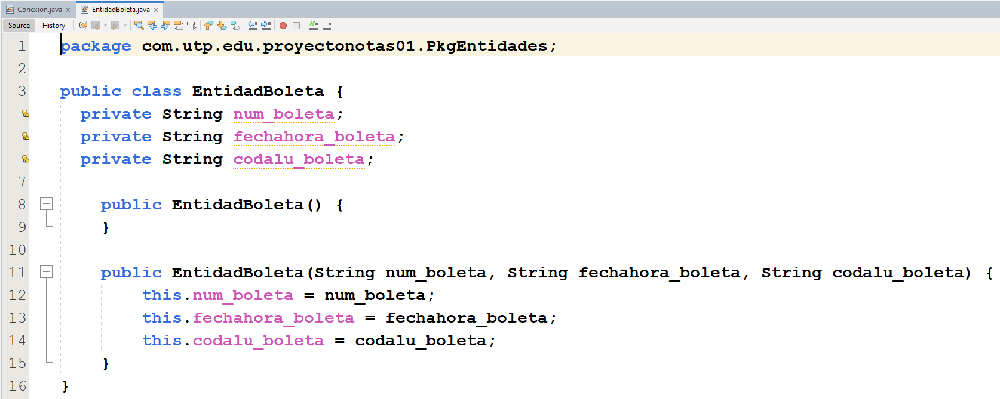 Conexion.java EntidadBoleta.java
Source History
1 package com.utp.edu.proyectonotas01.PkgEntidades;
2
3 public class EntidadBoleta {
private String num_boleta;
private String fechahora_boleta;
private String codalu_boleta;
7
8 public EntidadBoleta() {
9 }
10
11 public EntidadBoleta(String num_boleta, String fechahora_boleta, String codalu_boleta) {
12 this.num_boleta = num_boleta;
13 this.fechahora_boleta = fechahora_boleta;
14 this.codalu_boleta = codalu_boleta;
15 }
16 }